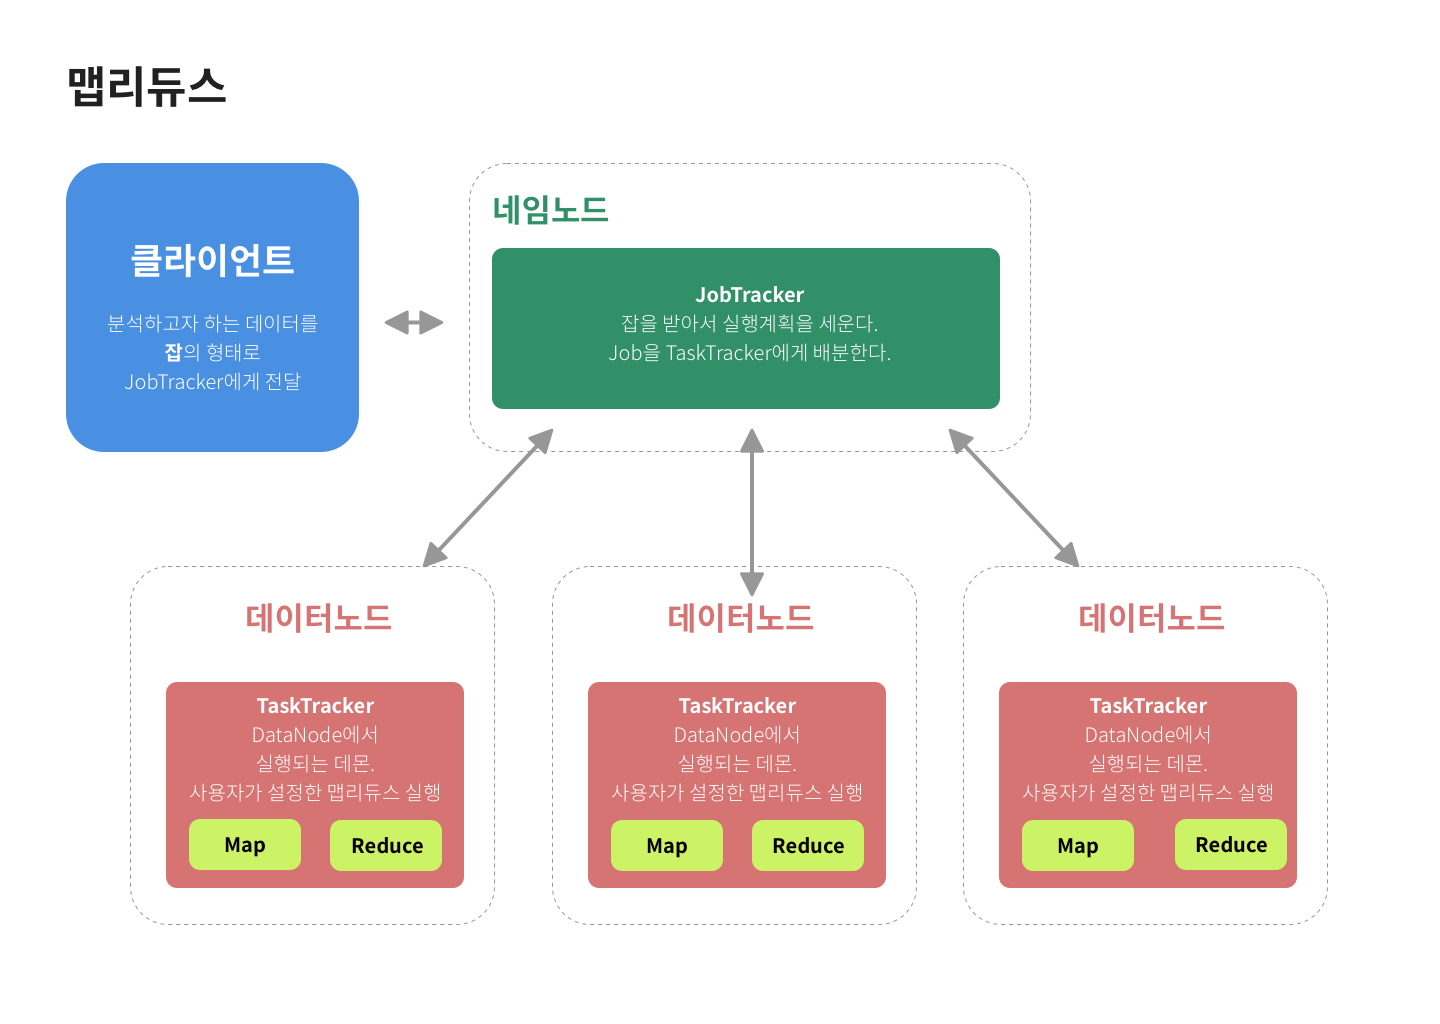 맵리듀스
클라이언트
분석하고자 하는 데이터를
잡의 형태로
JobTracker에게 전달
네임노드
JobTracker
잡을 받아서 실행계획을 세운다.
Job을 TaskTracker에게 배분한다.
데이터노드
TaskTracker
DataNode에서
실행되는 데몬.
사용자가 설정한 맵리듀스 실행
Map
Reduce
데이터노드
TaskTracker
DataNode에서
실행되는 데몬.
사용자가 설정한 맵리듀스 실행
Map
Reduce
데이터노드
TaskTracker
DataNode에서
실행되는 데몬.
사용자가 설정한 맵리듀스 실행
Map
Reduce